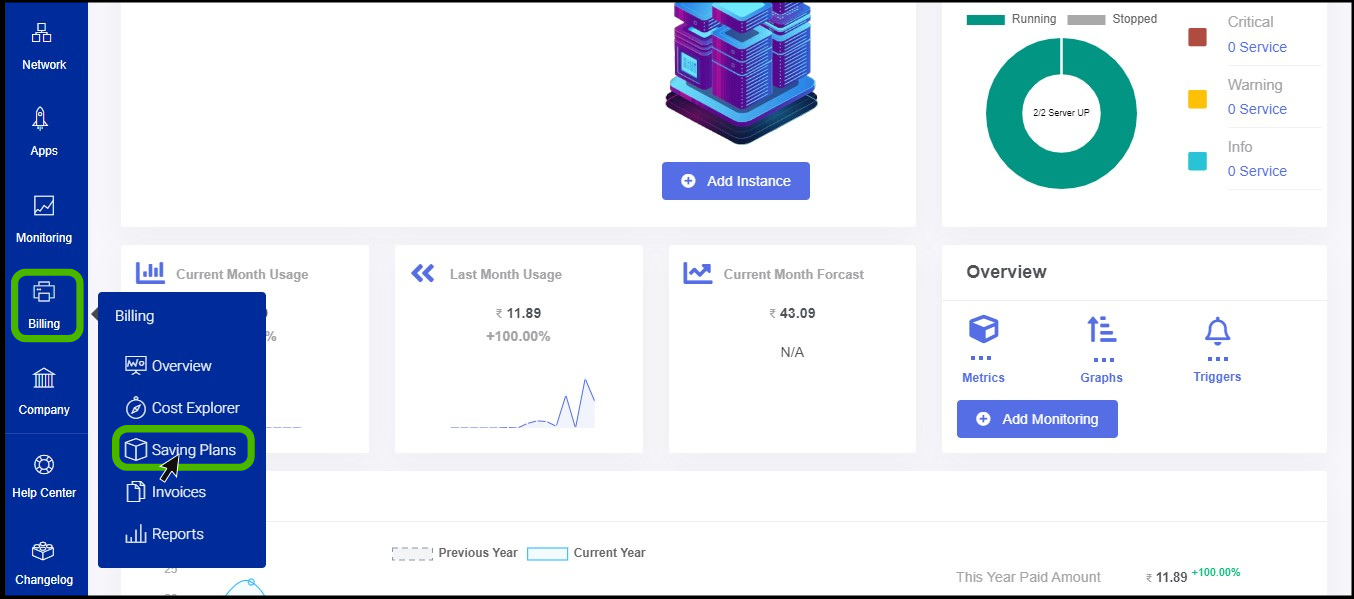 Network
Apps
Monitoring
Billing
Company
Help Center
Changelog
Billing
Overview
Cost Explorer
Saving Plans
Invoices
Reports
Add Instance
Running Stopped
2/2 Server UP
Critical
0 Service
Warning
0 Service
Info
0 Service
Current Month Usage
%
Last Month Usage
₹ 11.89
+100.00%
Current Month Forcast
₹ 43.09
N/A
Overview
Metrics
Graphs
Triggers
Add Monitoring
Previous Year Current Year
25
This Year Paid Amount ₹ 11.89 +100.00%